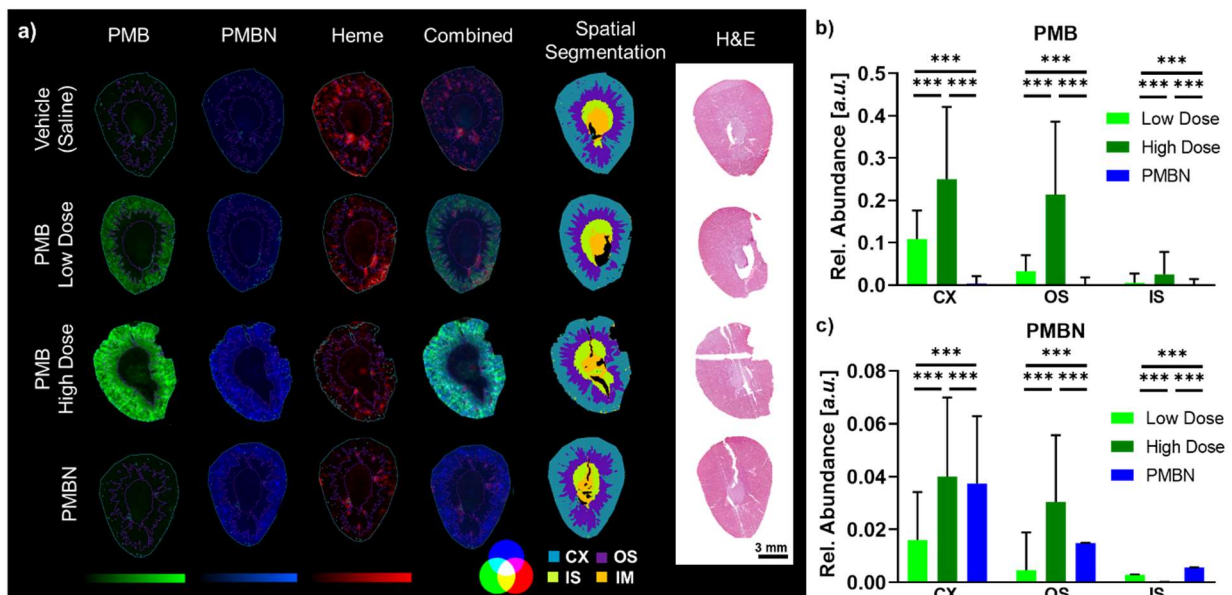 a)
PMB PMBN Heme Combined Spatial Segmentation H&E
Vehicle (Saline)
PMB Low Dose
PMB High Dose
PMBN
CX OS
IS IM
3 mm
b)
PMB
Rel. Abundance [a.u.]
0.5
0.4
0.3
0.2
0.1
0.0
*** *** ***
*** *** *** *** *** ***
Low Dose
High Dose
PMBN
CX OS IS
c)
PMBN
Rel. Abundance [a.u.]
0.08
0.06
0.04
0.02
0.00
*** *** ***
*** *** *** *** *** ***
Low Dose
High Dose
PMBN
CX OS IS